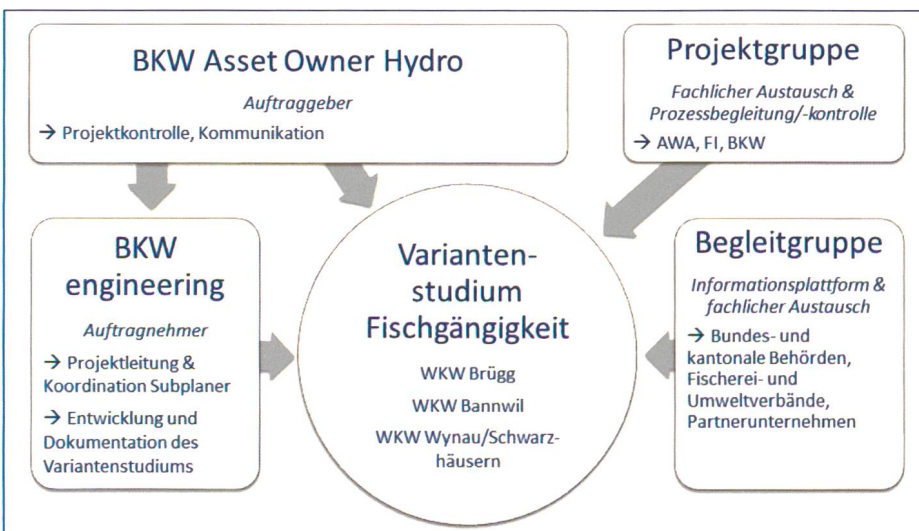 BKW Asset Owner Hydro
Auftraggeber
→ Projektkontrolle, Kommunikation
Projektgruppe
Fachlicher Austausch &
Prozessbegleitung/-kontrolle
→ AWA, FI, BKW
BKW
engineering
Auftragnehmer
→ Projektleitung &
Koordination Subplaner
→ Entwicklung und
Dokumentation des
Variantenstudiums
Varianten-
studium
Fischgängigkeit
WKW Brügg
WKW Bannwil
WKW Wynau/Schwarz-
häusern
Begleitgruppe
Informationsplattform &
fachlicher Austausch
→ Bundes- und
kantonale Behörden,
Fischerei- und
Umweltverbände,
Partnerunternehmen